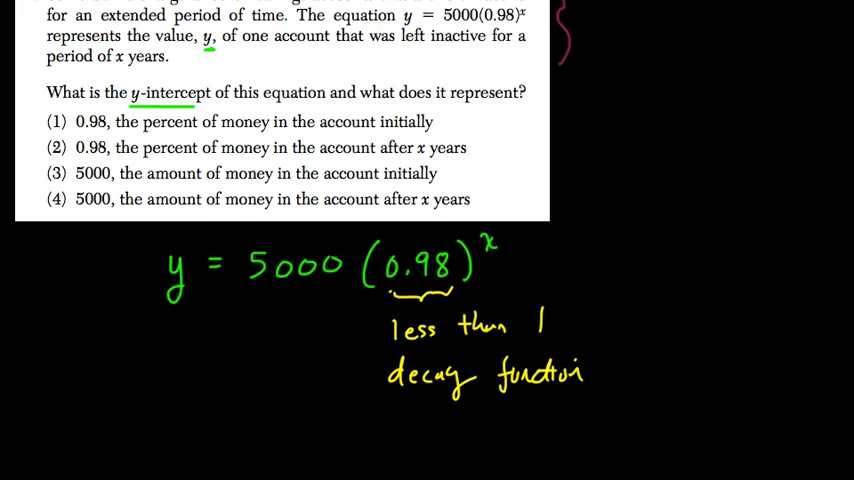 for an extended period of time. The equation y = 5000(0.98)ˣ
represents the value, y, of one account that was left inactive for a
period of x years.
What is the y-intercept of this equation and what does it represent?
(1) 0.98, the percent of money in the account initially
(2) 0.98, the percent of money in the account after x years
(3) 5000, the amount of money in the account initially
(4) 5000, the amount of money in the account after x years
y = 5000 (0.98)ˣ
less than 1
decay function